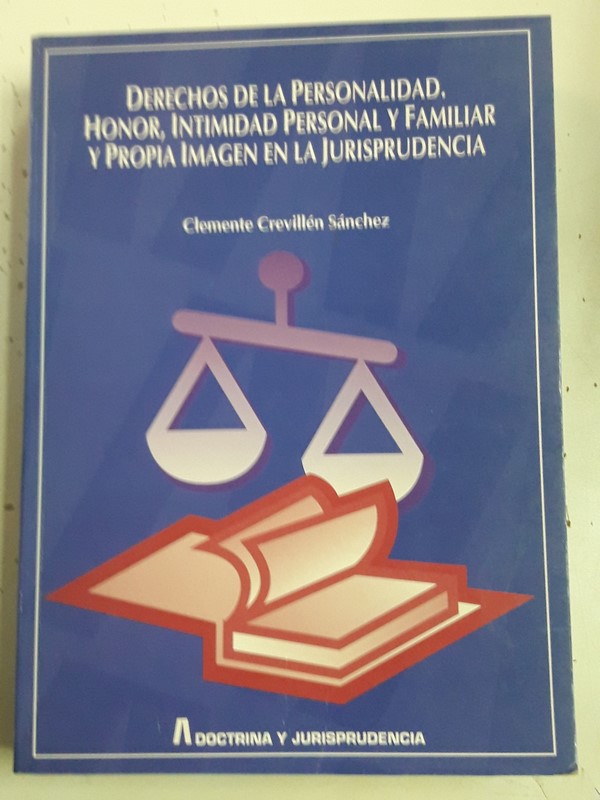 DERECHOS DE LA PERSONALIDAD.
HONOR, INTIMIDAD PERSONAL Y FAMILIAR
Y PROPIA IMAGEN EN LA JURISPRUDENCIA
Clemente Crevillén Sánchez
DOCTRINA Y JURISPRUDENCIA